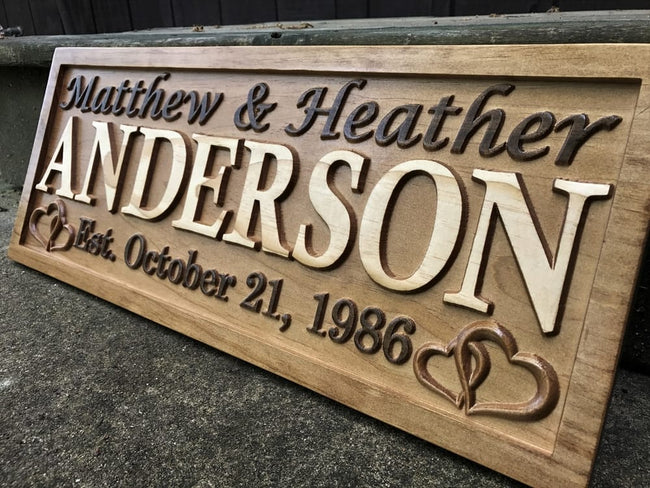 Matthew & Heather
ANDERSON
Est. October 21, 1986